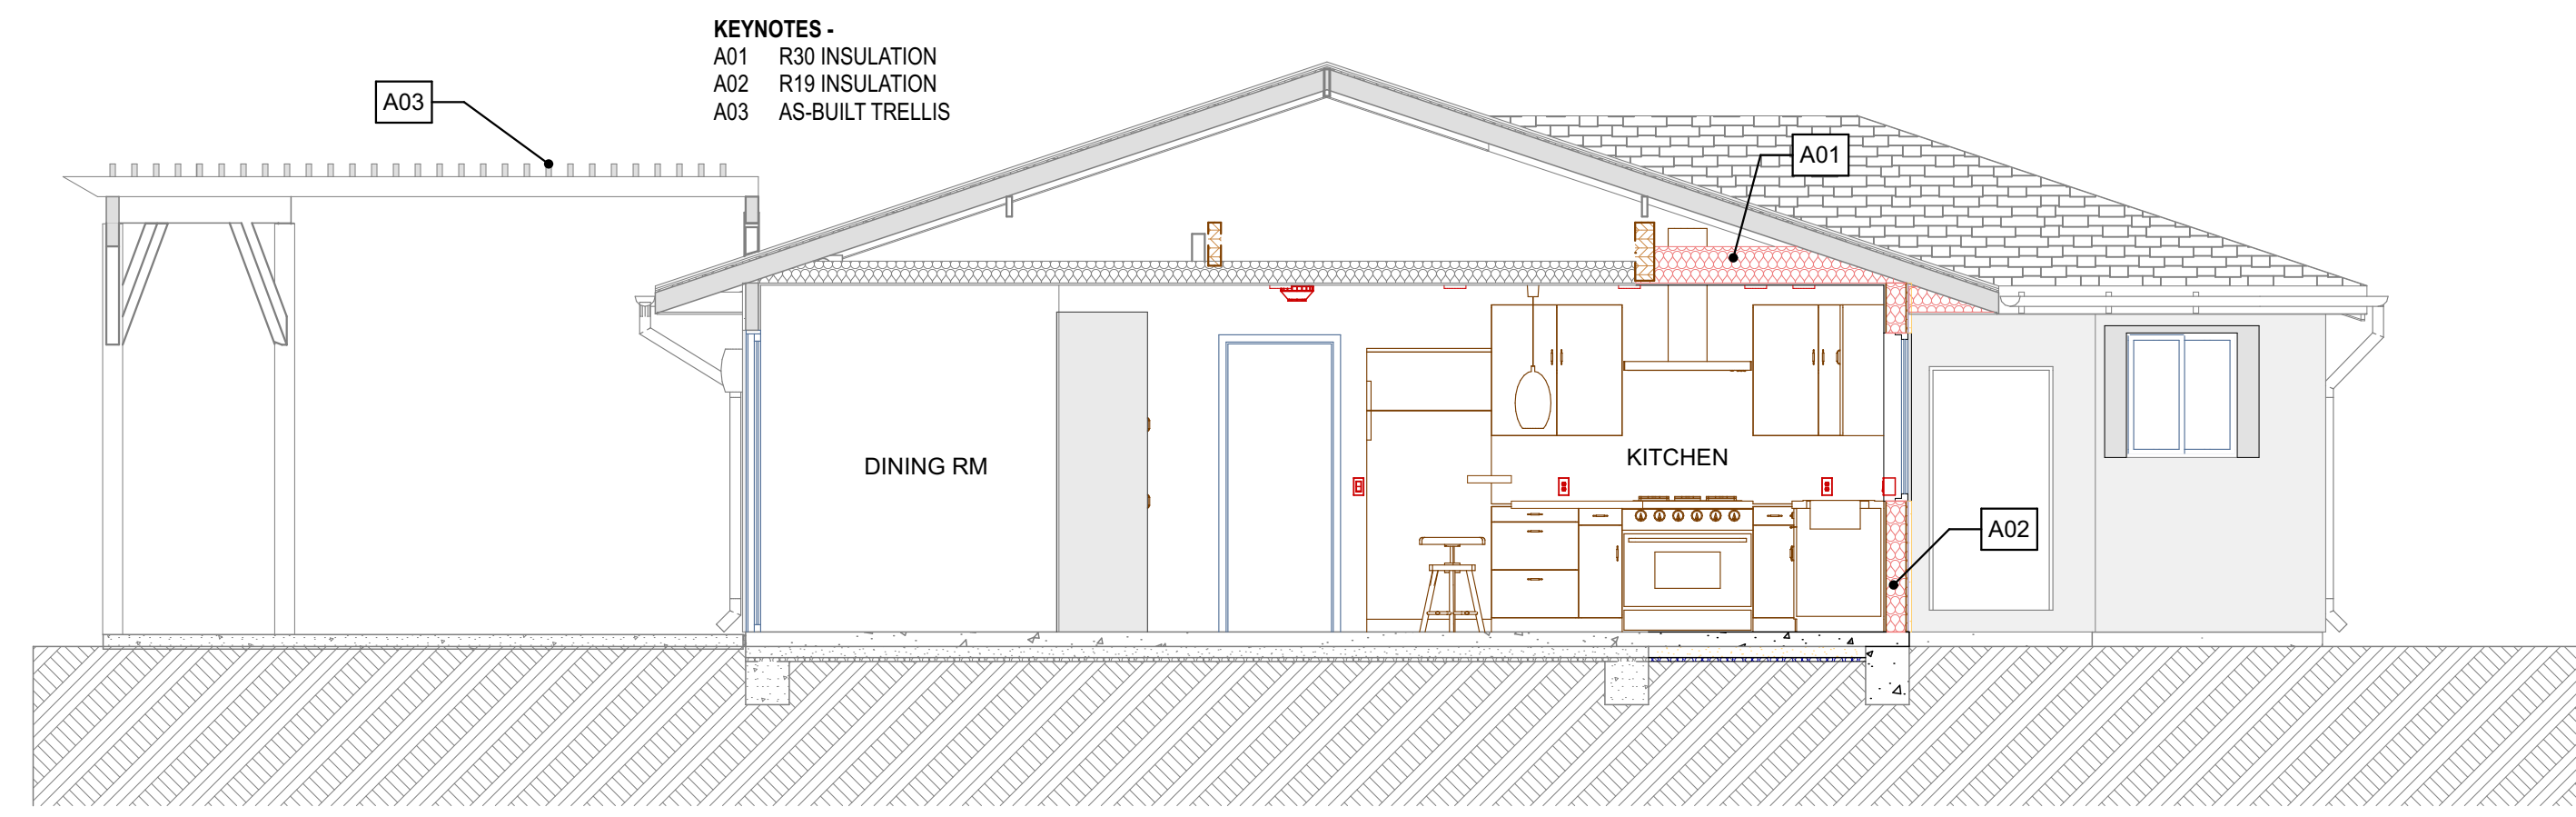 KEYNOTES -
A01 R30 INSULATION
A02 R19 INSULATION
A03 AS-BUILT TRELLIS
A03
A01
DINING RM
KITCHEN
A02